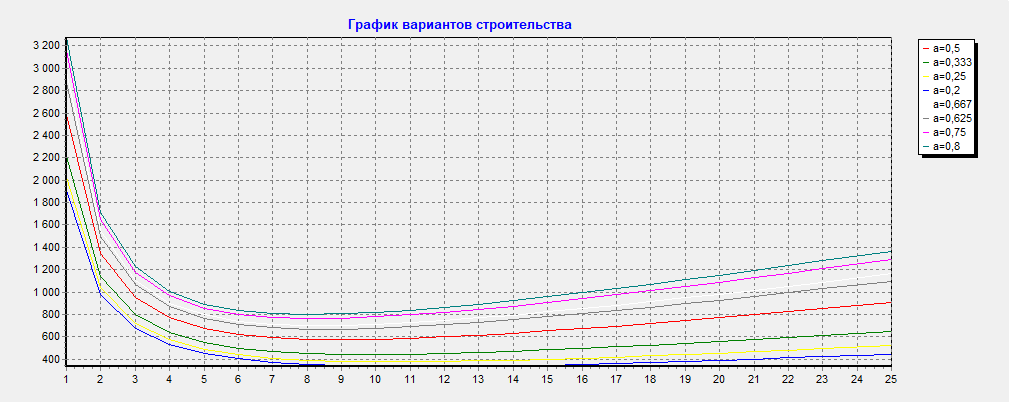 График вариантов строительства
3 200
3 000
2 800
2 600
2 400
2 200
2 000
1 800
1 600
1 400
1 200
1 000
800
600
400
1 2 3 4 5 6 7 8 9 10 11 12 13 14 15 16 17 18 19 20 21 22 23 24 25
a=0,5
a=0,333
a=0,25
a=0,2
a=0,667
a=0,625
a=0,75
a=0,8